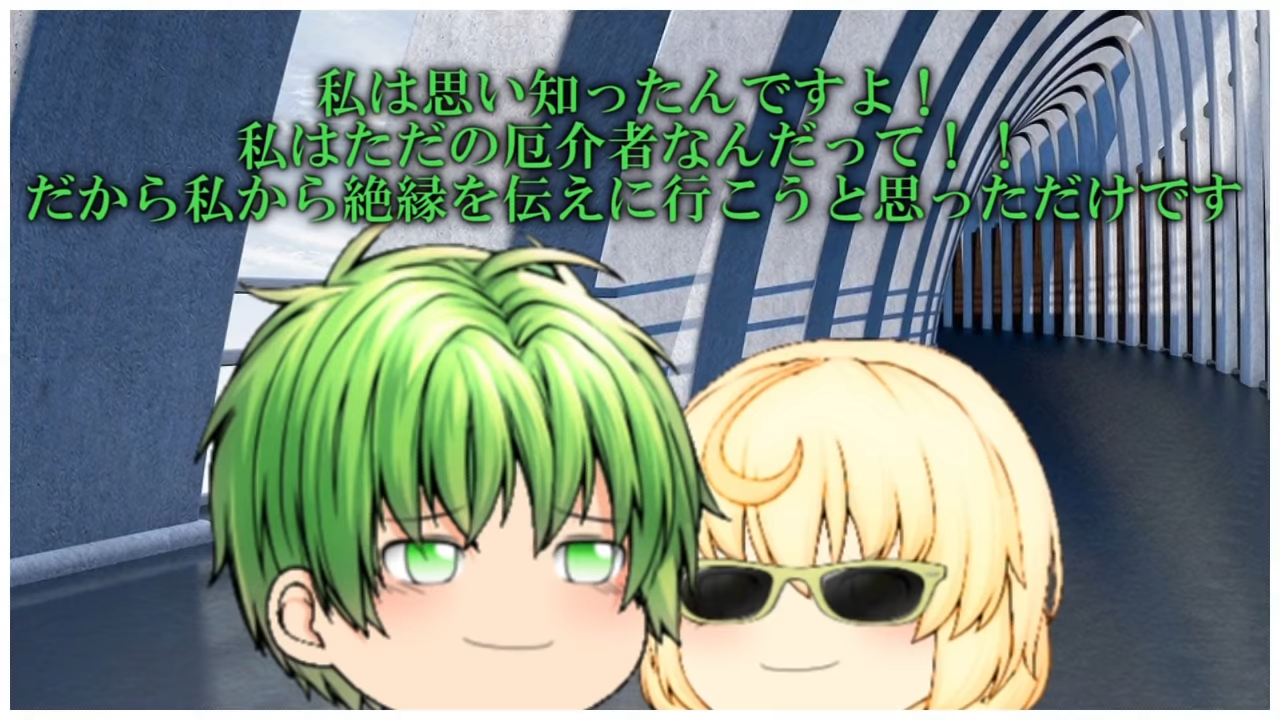 私は思い知ったんですよ！
私はただの厄介者なんだって！！
だから私から絶縁を伝えに行こうと思っただけです